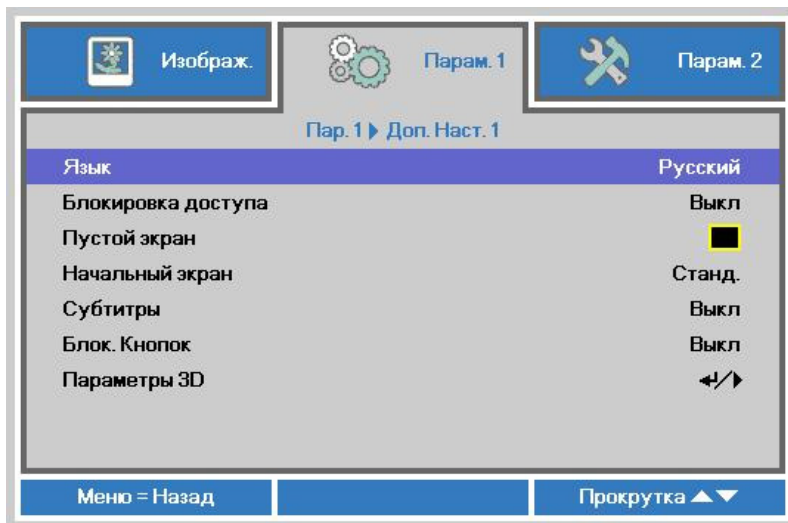 Изображ. Парам. 1 Парам. 2
Пар. 1 Доп. Наст. 1
Язык Русский
Блокировка доступа Выкл
Пустой экран
Начальный экран Станд.
Субтитры Выкл
Блок. Кнопок Выкл
Параметры 3D
Меню = Назад Прокрутка